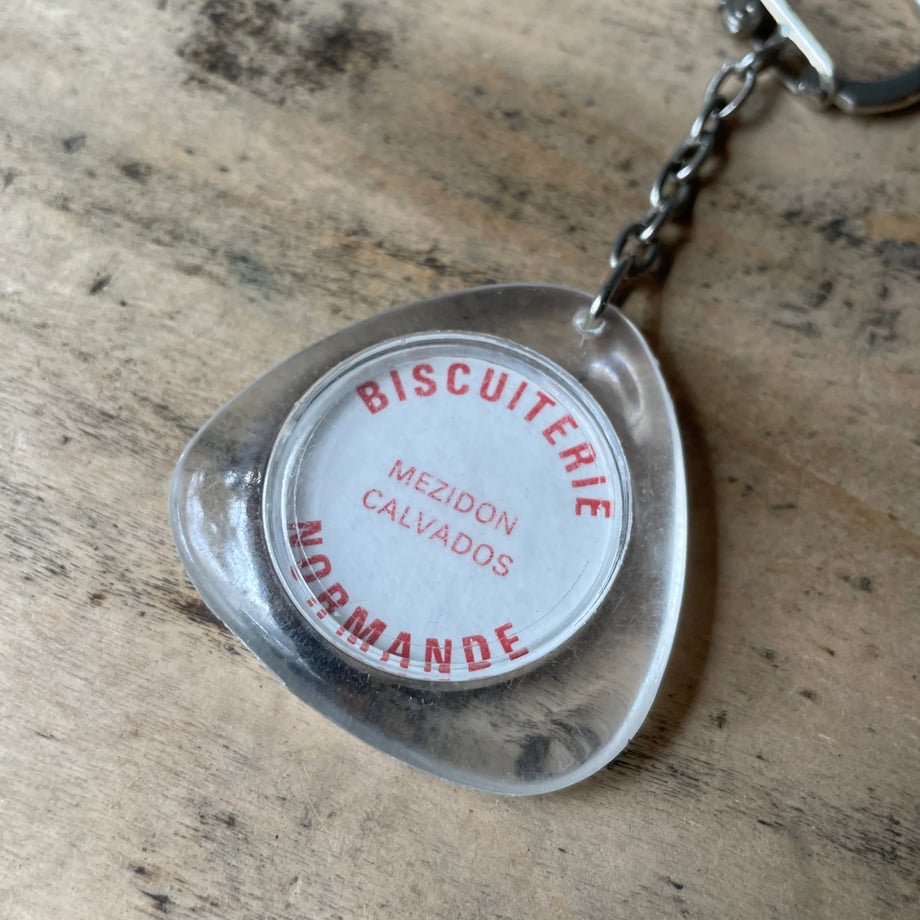 BISCUITERIE
MEZIDON
CALVADOS
NORMANDE